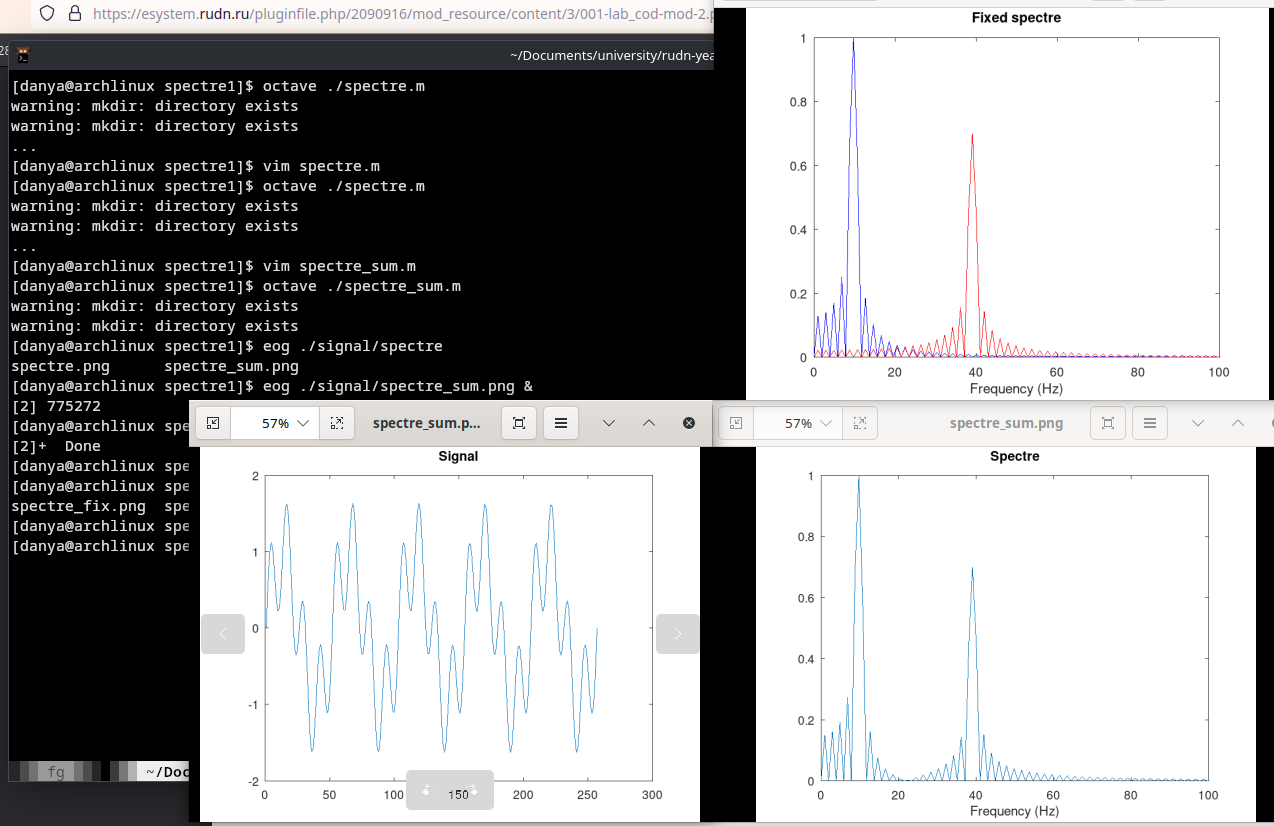 https://esystem.rudn.ru/pluginfile.php/2090916/mod_resource/content/3/001-lab_cod-mod-2.p
~/Documents/university/rudn-yea
[danya@archlinux spectre1]$ octave ./spectre.m
warning: mkdir: directory exists
warning: mkdir: directory exists
...
[danya@archlinux spectre1]$ vim spectre.m
[danya@archlinux spectre1]$ octave ./spectre.m
warning: mkdir: directory exists
warning: mkdir: directory exists
...
[danya@archlinux spectre1]$ vim spectre_sum.m
[danya@archlinux spectre1]$ octave ./spectre_sum.m
warning: mkdir: directory exists
warning: mkdir: directory exists
[danya@archlinux spectre1]$ eog ./signal/spectre
spectre.png spectre_sum.png
[danya@archlinux spectre1]$ eog ./signal/spectre_sum.png &
[2] 775272
[danya@archlinux spe
[2]+ Done
[danya@archlinux spe
[danya@archlinux spe
spectre_fix.png spe
[danya@archlinux spe
[danya@archlinux spe
fg ~/Doc
Fixed spectre
1
0.8
0.6
0.4
0.2
0
0 20 40 60 80 100
Frequency (Hz)
57% spectre_sum.p...
Signal
2
1
0
-1
-2
0 50 100 150 200 250 300
57% spectre_sum.png
Spectre
1
0.8
0.6
0.4
0.2
0
0 20 40 60 80 100
Frequency (Hz)